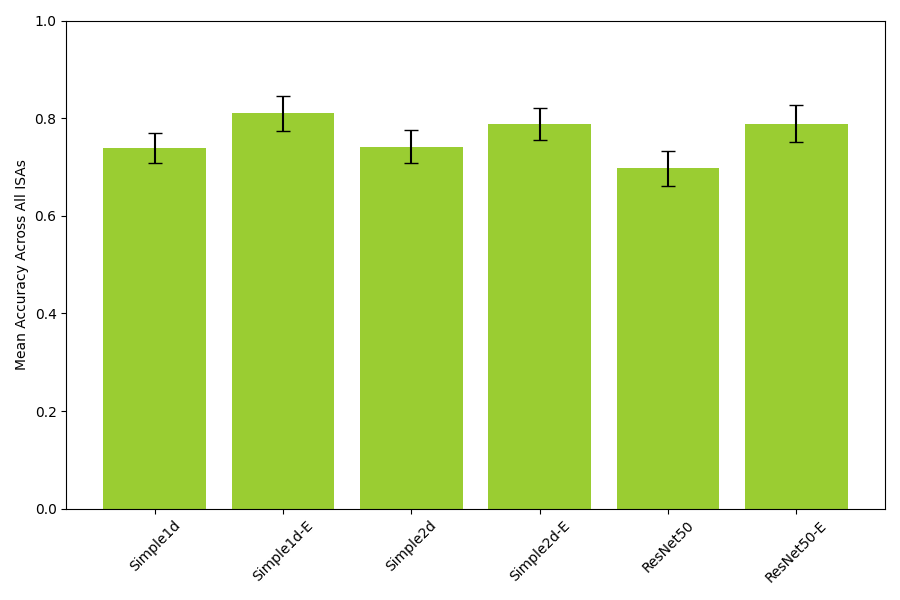 Mean Accuracy Across All ISAs
1.0
0.8
0.6
0.4
0.2
0.0
Simple1d
Simple1d-E
Simple2d
Simple2d-E
ResNet50
ResNet50-E